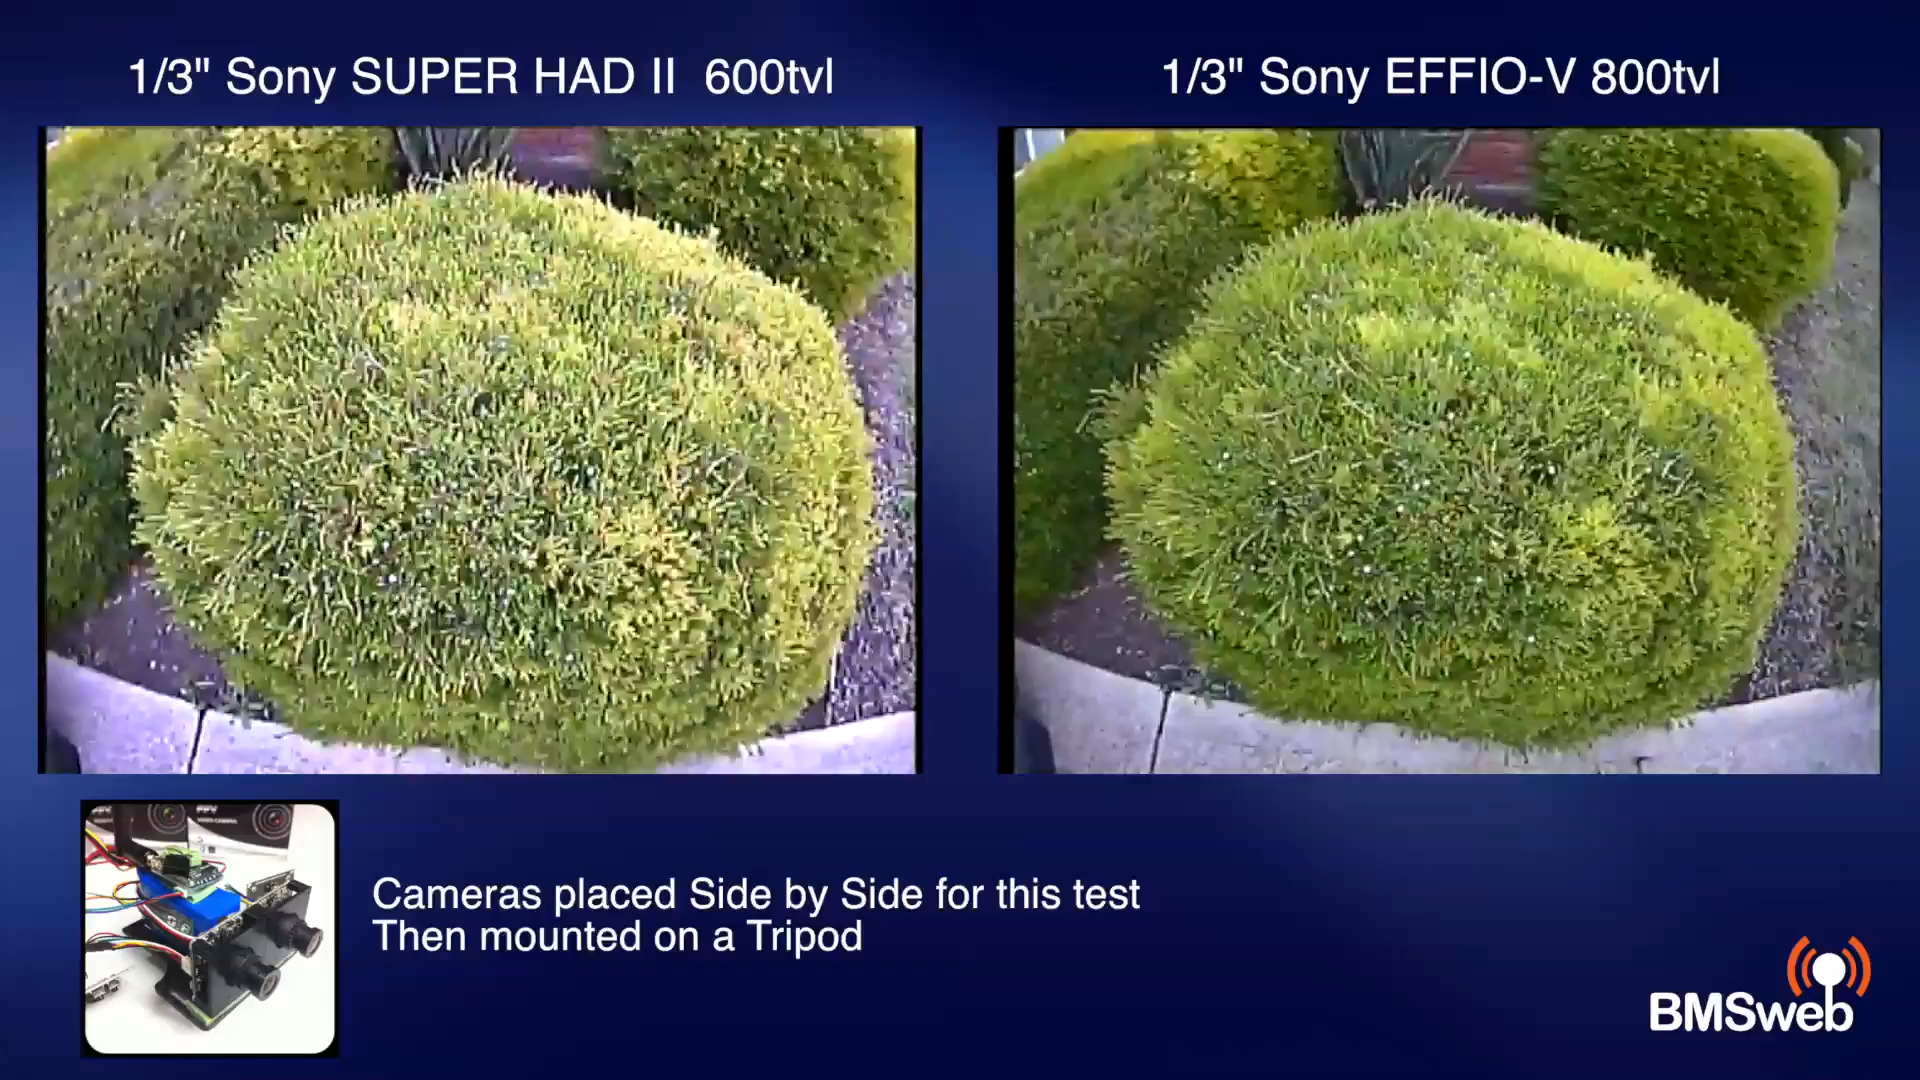 1/3" Sony SUPER HAD II 600tvl
1/3" Sony EFFIO-V 800tvl
Cameras placed Side by Side for this test
Then mounted on a Tripod
BMSweb